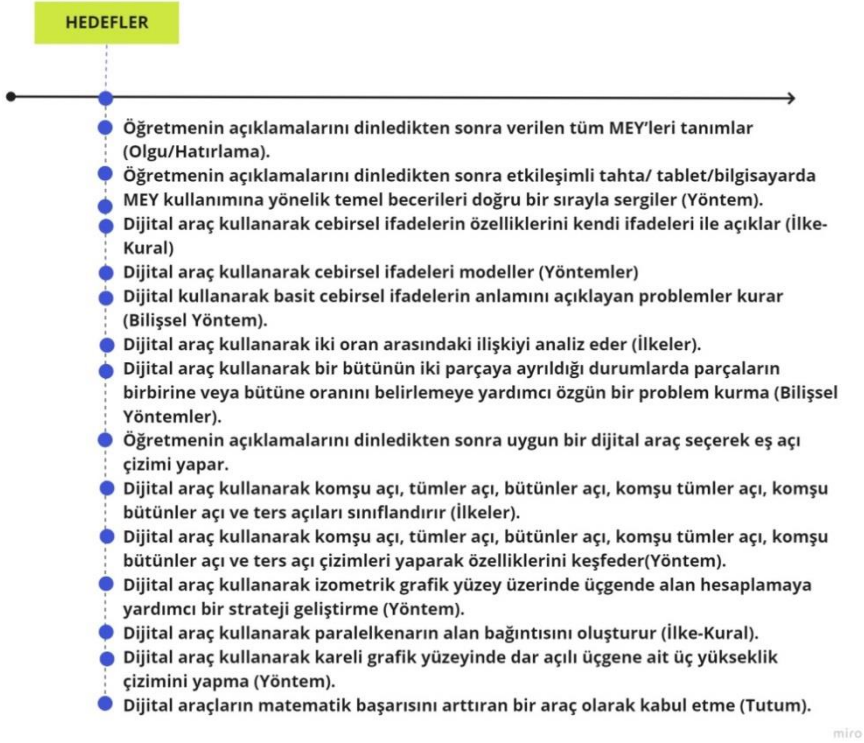 HEDEFLER
Öğretmenin açıklamalarını dinledikten sonra verilen tüm MEY’leri tanımlar
(Olgu/Hatırlama).
Öğretmenin açıklamalarını dinledikten sonra etkileşimli tahta/ tablet/bilgisayarda
MEY kullanımına yönelik temel becerileri doğru bir sırayla sergiler (Yöntem).
Dijital araç kullanarak cebirsel ifadelerin özelliklerini kendi ifadeleri ile açıklar (İlke-
Kural)
Dijital araç kullanarak cebirsel ifadeleri modeller (Yöntemler)
Dijital kullanarak basit cebirsel ifadelerin anlamını açıklayan problemler kurar
(Bilişsel Yöntem).
Dijital araç kullanarak iki oran arasındaki ilişkiyi analiz eder (İlkeler).
Dijital araç kullanarak bir bütünün iki parçaya ayrıldığı durumlarda parçaların
birbirine veya bütüne oranını belirlemeye yardımcı özgün bir problem kurma (Bilişsel
Yöntemler).
Öğretmenin açıklamalarını dinledikten sonra uygun bir dijital araç seçerek eş açı
çizimi yapar.
Dijital araç kullanarak komşu açı, tümler açı, bütünler açı, komşu tümler açı, komşu
bütünler açı ve ters açıları sınıflandırır (İlkeler).
Dijital araç kullanarak komşu açı, tümler açı, bütünler açı, komşu tümler açı, komşu
bütünler açı ve ters açı çizimleri yaparak özelliklerini keşfeder(Yöntem).
Dijital araç kullanarak izometrik grafik yüzey üzerinde üçgende alan hesaplamaya
yardımcı bir strateji geliştirme (Yöntem).
Dijital araç kullanarak paralelkenarın alan bağıntısını oluşturur (İlke-Kural).
Dijital araç kullanarak kareli grafik yüzeyinde dar açılı üçgene ait üç yükseklik
çizimini yapma (Yöntem).
Dijital araçların matematik başarısını arttıran bir araç olarak kabul etme (Tutum).
miro